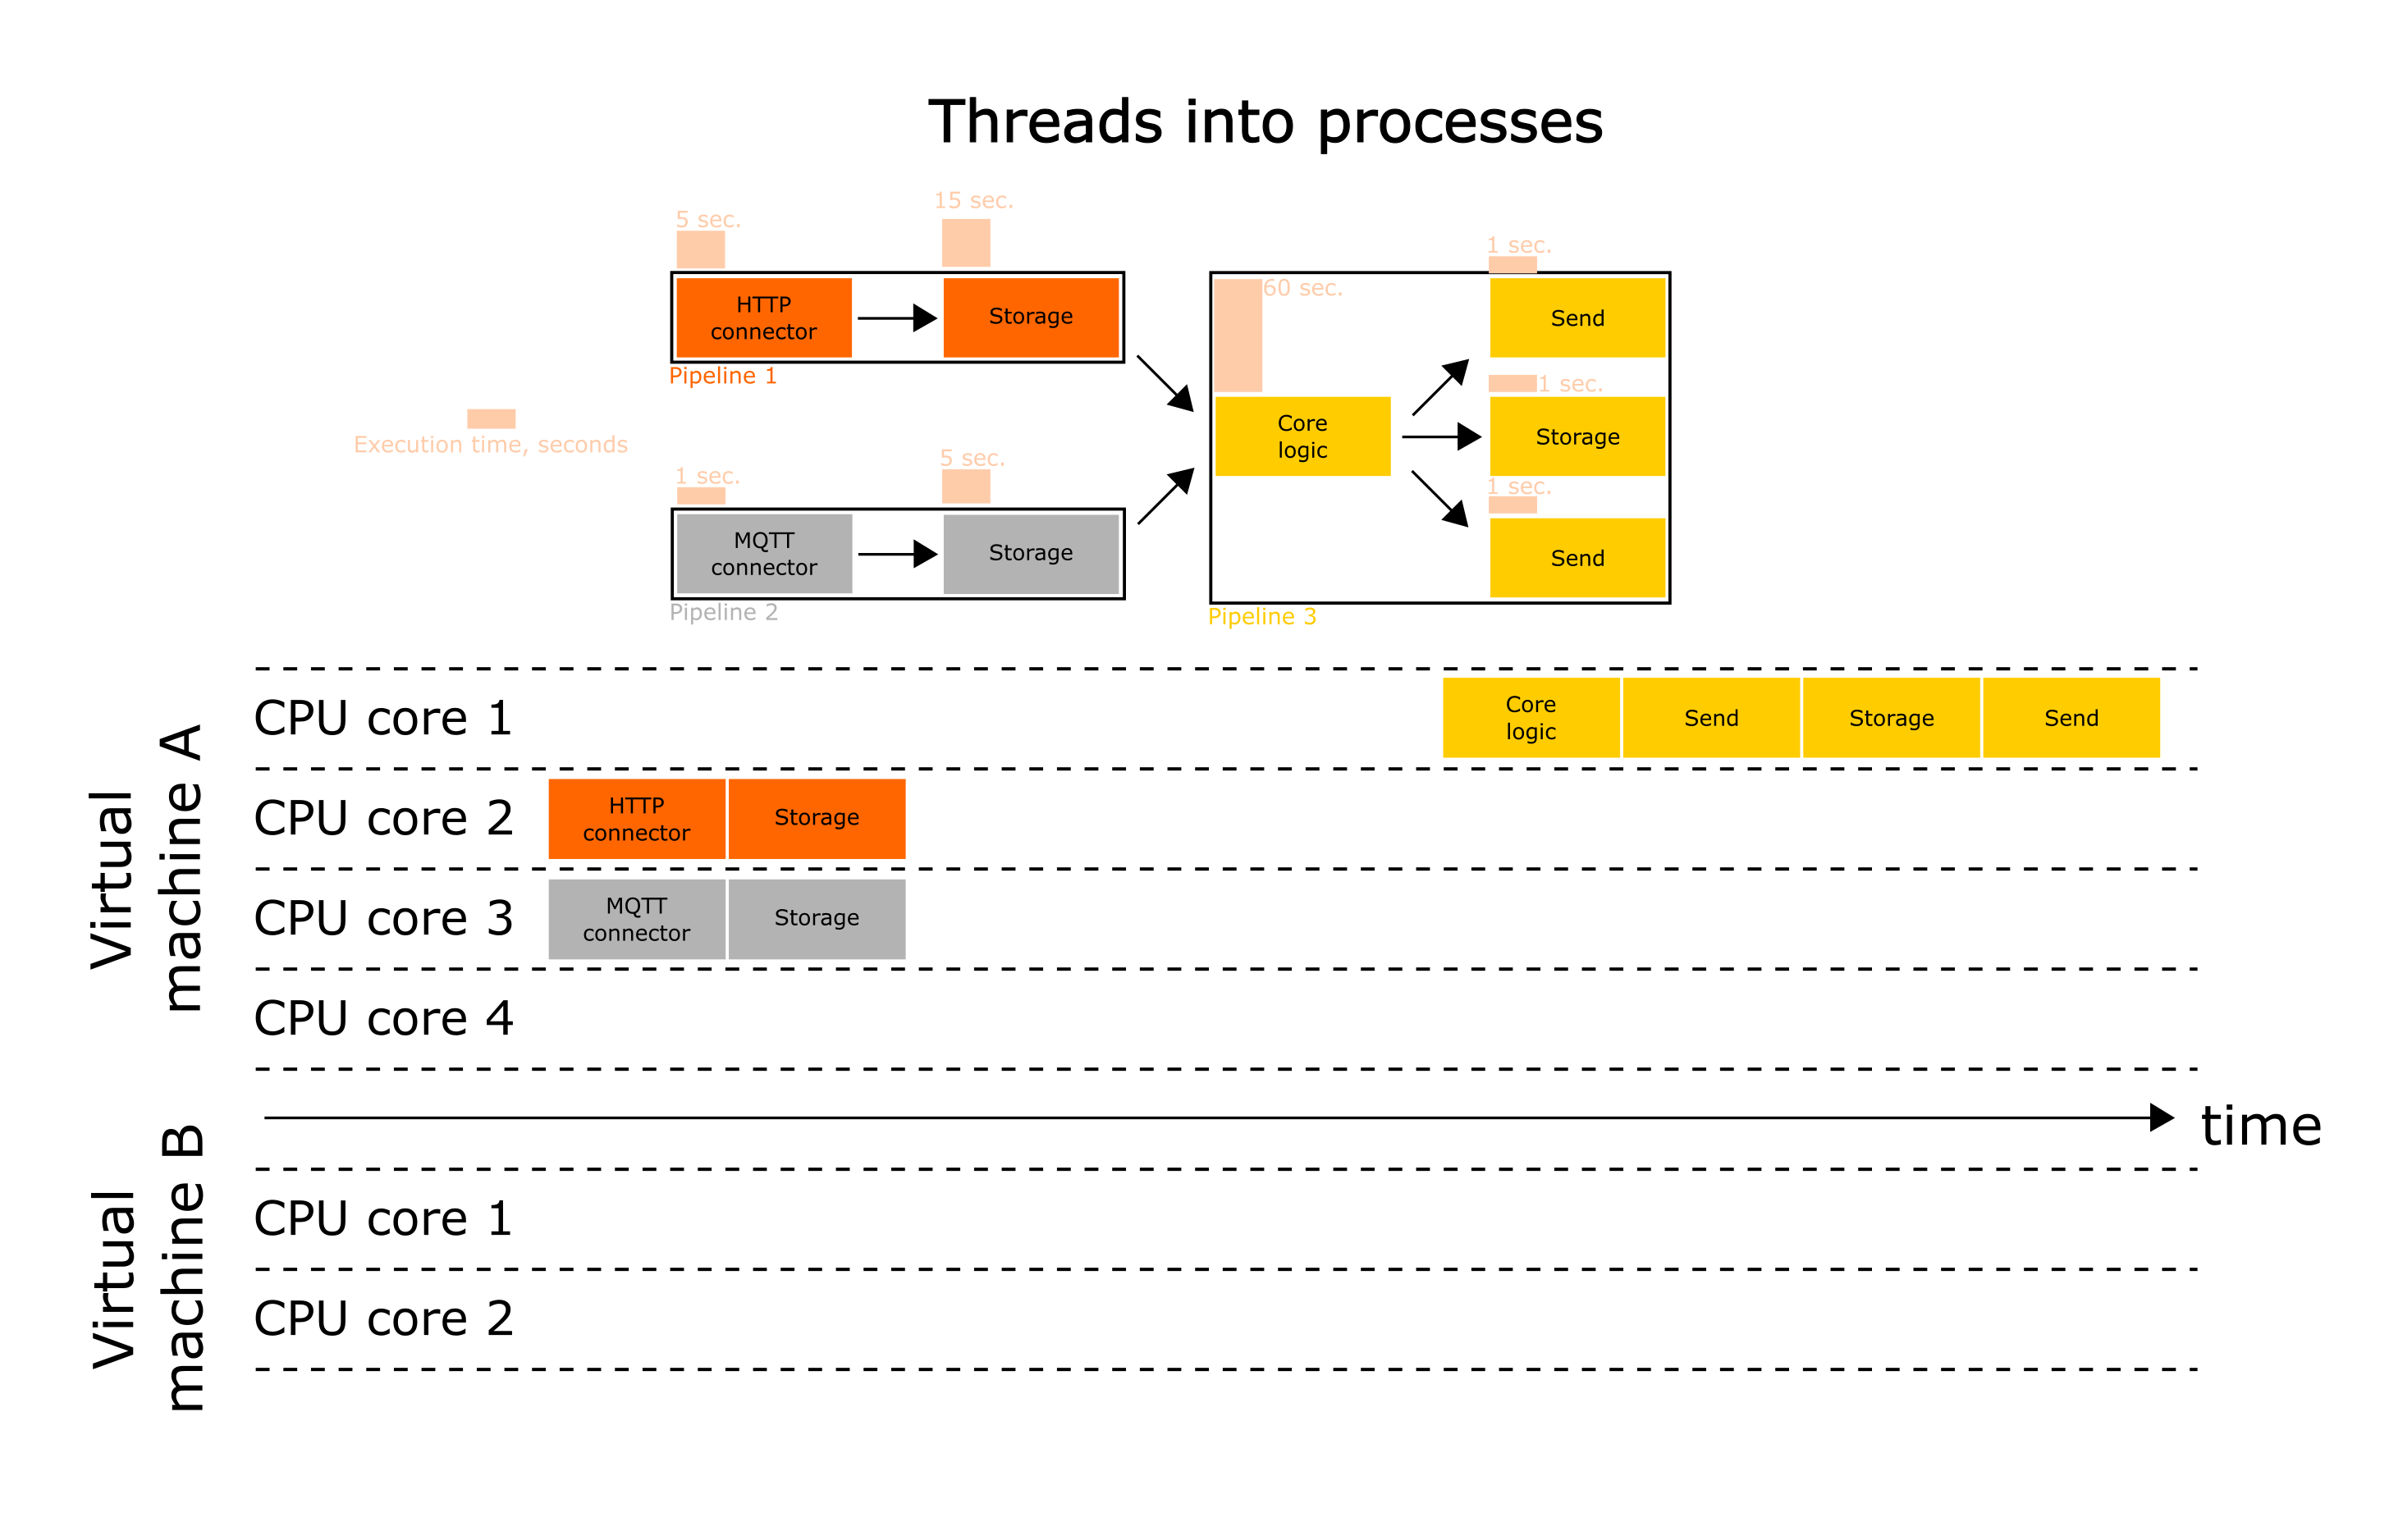 Threads into processes
5 sec.
15 sec.
HTTP
connector
Storage
Pipeline 1
Execution time, seconds
1 sec.
5 sec.
MQTT
connector
Storage
Pipeline 2
60 sec.
1 sec.
Send
Core
logic
1 sec.
Storage
1 sec.
Send
Pipeline 3
Virtual
machine A
CPU core 1
Core
logic
Send
Storage
Send
CPU core 2
HTTP
connector
Storage
CPU core 3
MQTT
connector
Storage
CPU core 4
time
Virtual
machine B
CPU core 1
CPU core 2